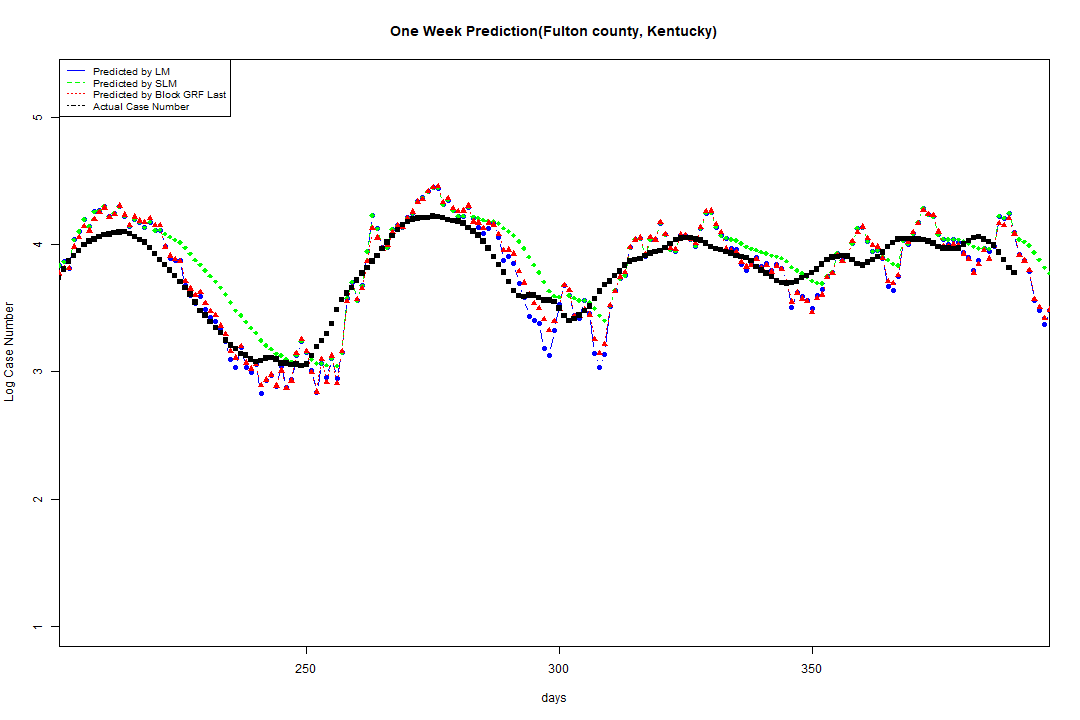 One Week Prediction(Fulton county, Kentucky)
Predicted by LM
Predicted by SLM
Predicted by Block GRF Last
Actual Case Number
5
4
3
2
1
Log Case Number
250 300 350
days